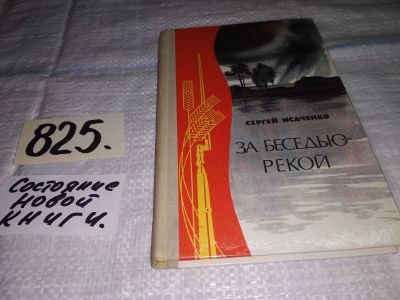 825.
Состояние
новой
книги.
СЕРГЕЙ ИСАЧЕНКО
ЗА БЕСЕДЬЮ-
РЕКОЙ